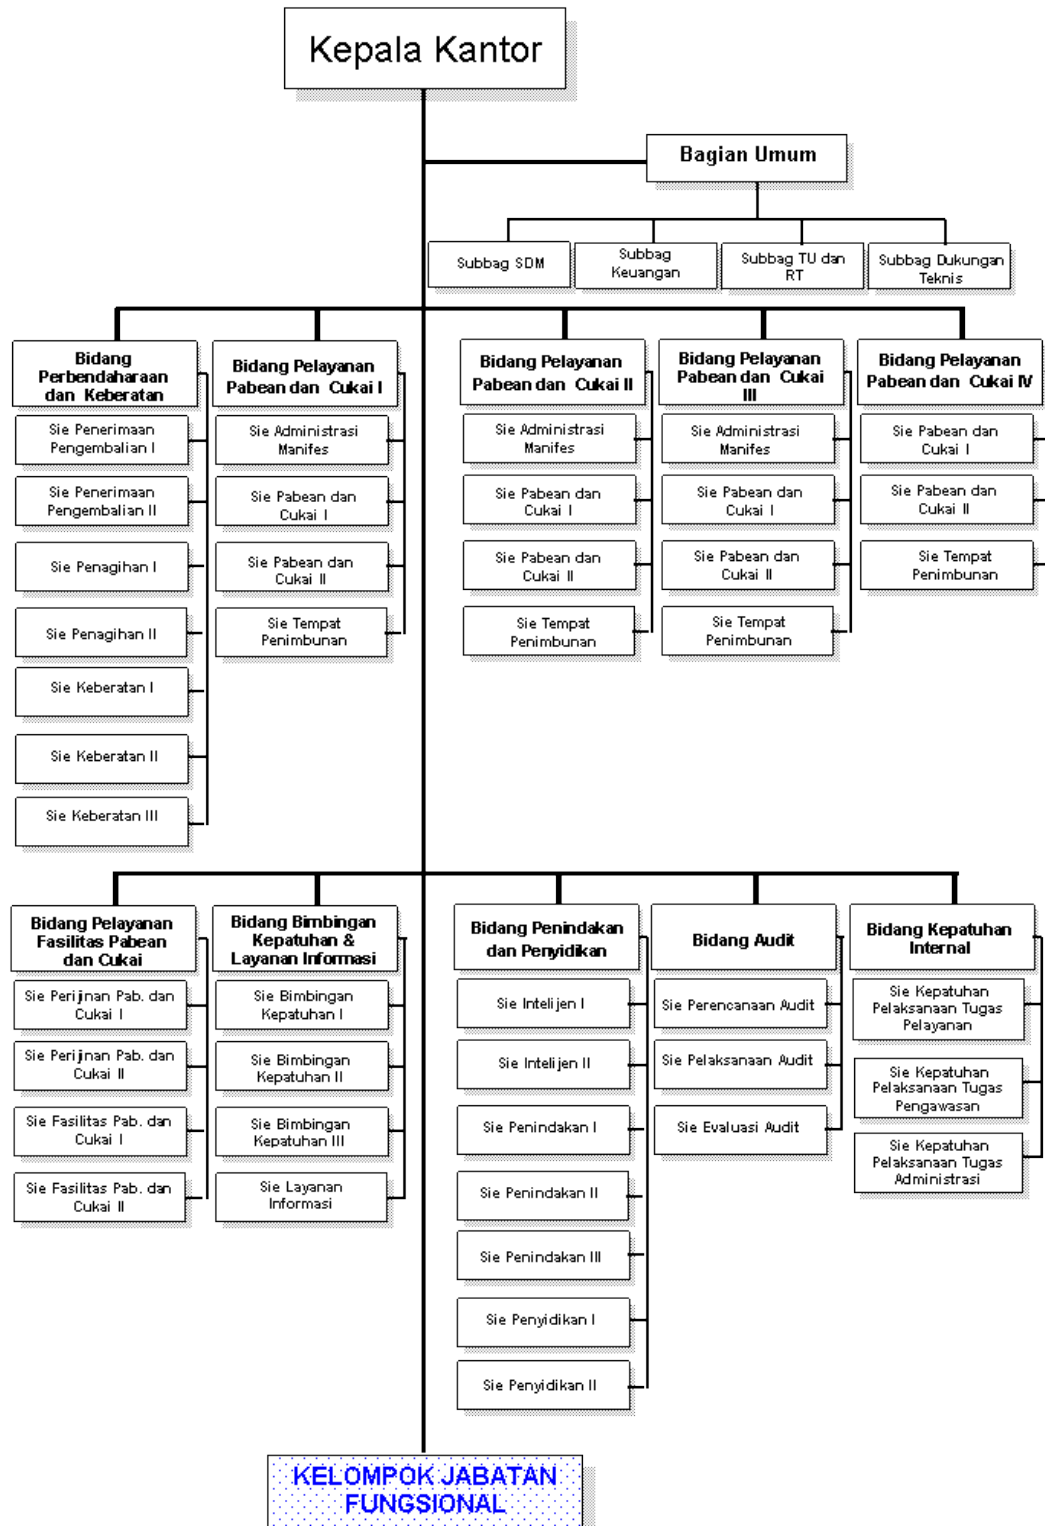 Kepala Kantor
Bagian Umum
Subbag SDM
Subbag
Keuangan
Subbag TU dan
RT
Subbag Dukungan
Teknis
Bidang
Perbendaharaan
dan Keberatan
Sie Penerimaan
Pengembalian I
Sie Penerimaan
Pengembalian II
Sie Penagihan I
Sie Penagihan II
Sie Keberatan I
Sie Keberatan II
Sie Keberatan III
Bidang Pelayanan
Pabean dan Cukai I
Sie Administrasi
Manifes
Sie Pabean dan
Cukai I
Sie Pabean dan
Cukai II
Sie Tempat
Penimbunan
Bidang Pelayanan
Pabean dan Cukai II
Sie Administrasi
Manifes
Sie Pabean dan
Cukai I
Sie Pabean dan
Cukai II
Sie Tempat
Penimbunan
Bidang Pelayanan
Pabean dan Cukai
III
Sie Administrasi
Manifes
Sie Pabean dan
Cukai I
Sie Pabean dan
Cukai II
Sie Tempat
Penimbunan
Bidang Pelayanan
Pabean dan Cukai IV
Sie Pabean dan
Cukai I
Sie Pabean dan
Cukai II
Sie Tempat
Penimbunan
Bidang Pelayanan
Fasilitas Pabean
dan Cukai
Sie Perijinan Pab. dan
Cukai I
Sie Perijinan Pab. dan
Cukai II
Sie Fasilitas Pab. dan
Cukai I
Sie Fasilitas Pab. dan
Cukai II
Bidang Bimbingan
Kepatuhan &
Layanan Informasi
Sie Bimbingan
Kepatuhan I
Sie Bimbingan
Kepatuhan II
Sie Bimbingan
Kepatuhan III
Sie Layanan
Informasi
Bidang Penindakan
dan Penyidikan
Sie Intelijen I
Sie Intelijen II
Sie Penindakan I
Sie Penindakan II
Sie Penindakan III
Sie Penyidikan I
Sie Penyidikan II
Bidang Audit
Sie Perencanaan Audit
Sie Pelaksanaan Audit
Sie Evaluasi Audit
Bidang Kepatuhan
Internal
Sie Kepatuhan
Pelaksanaan Tugas
Pelayanan
Sie Kepatuhan
Pelaksanaan Tugas
Pengawasan
Sie Kepatuhan
Pelaksanaan Tugas
Administrasi
KELOMPOK JABATAN
FUNGSIONAL